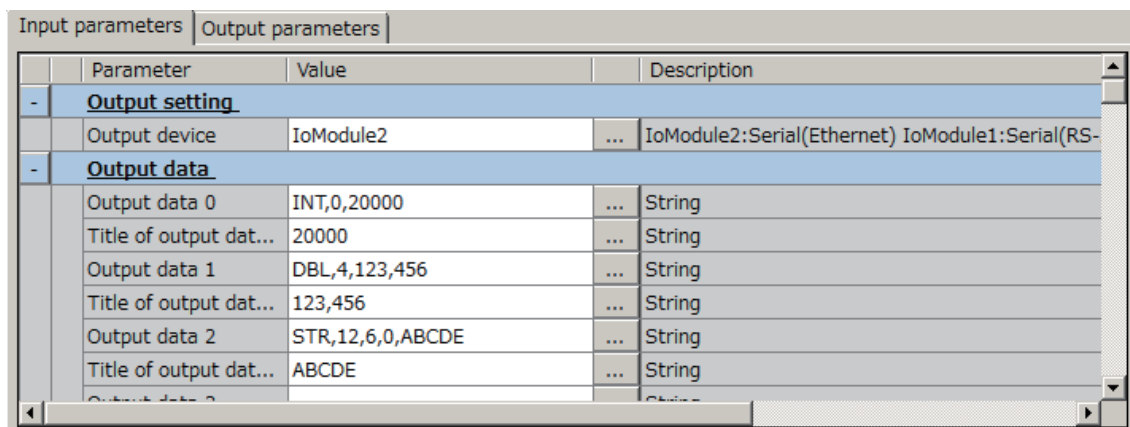 Input parameters Output parameters
Parameter Value Description
- Output setting
Output device IoModule2 ... IoModule2:Serial(Ethernet) IoModule1:Serial(RS-
- Output data
Output data 0 INT,0,20000 ... String
Title of output dat... 20000 ... String
Output data 1 DBL,4,123,456 ... String
Title of output dat... 123,456 ... String
Output data 2 STR,12,6,0,ABCDE ... String
Title of output dat... ABCDE ... String